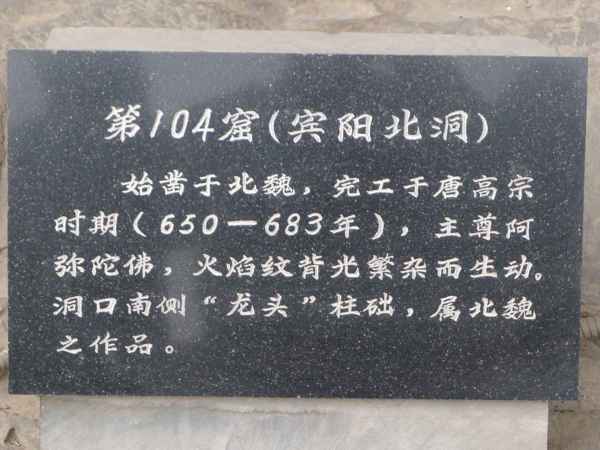 第104窟(宾阳北洞)
始凿于北魏，完工于唐高宗
时期(650—683年)，主尊阿
弥陀佛，火焰纹背光繁杂而生动。
洞口南侧“龙头”柱础，属北魏
之作品。